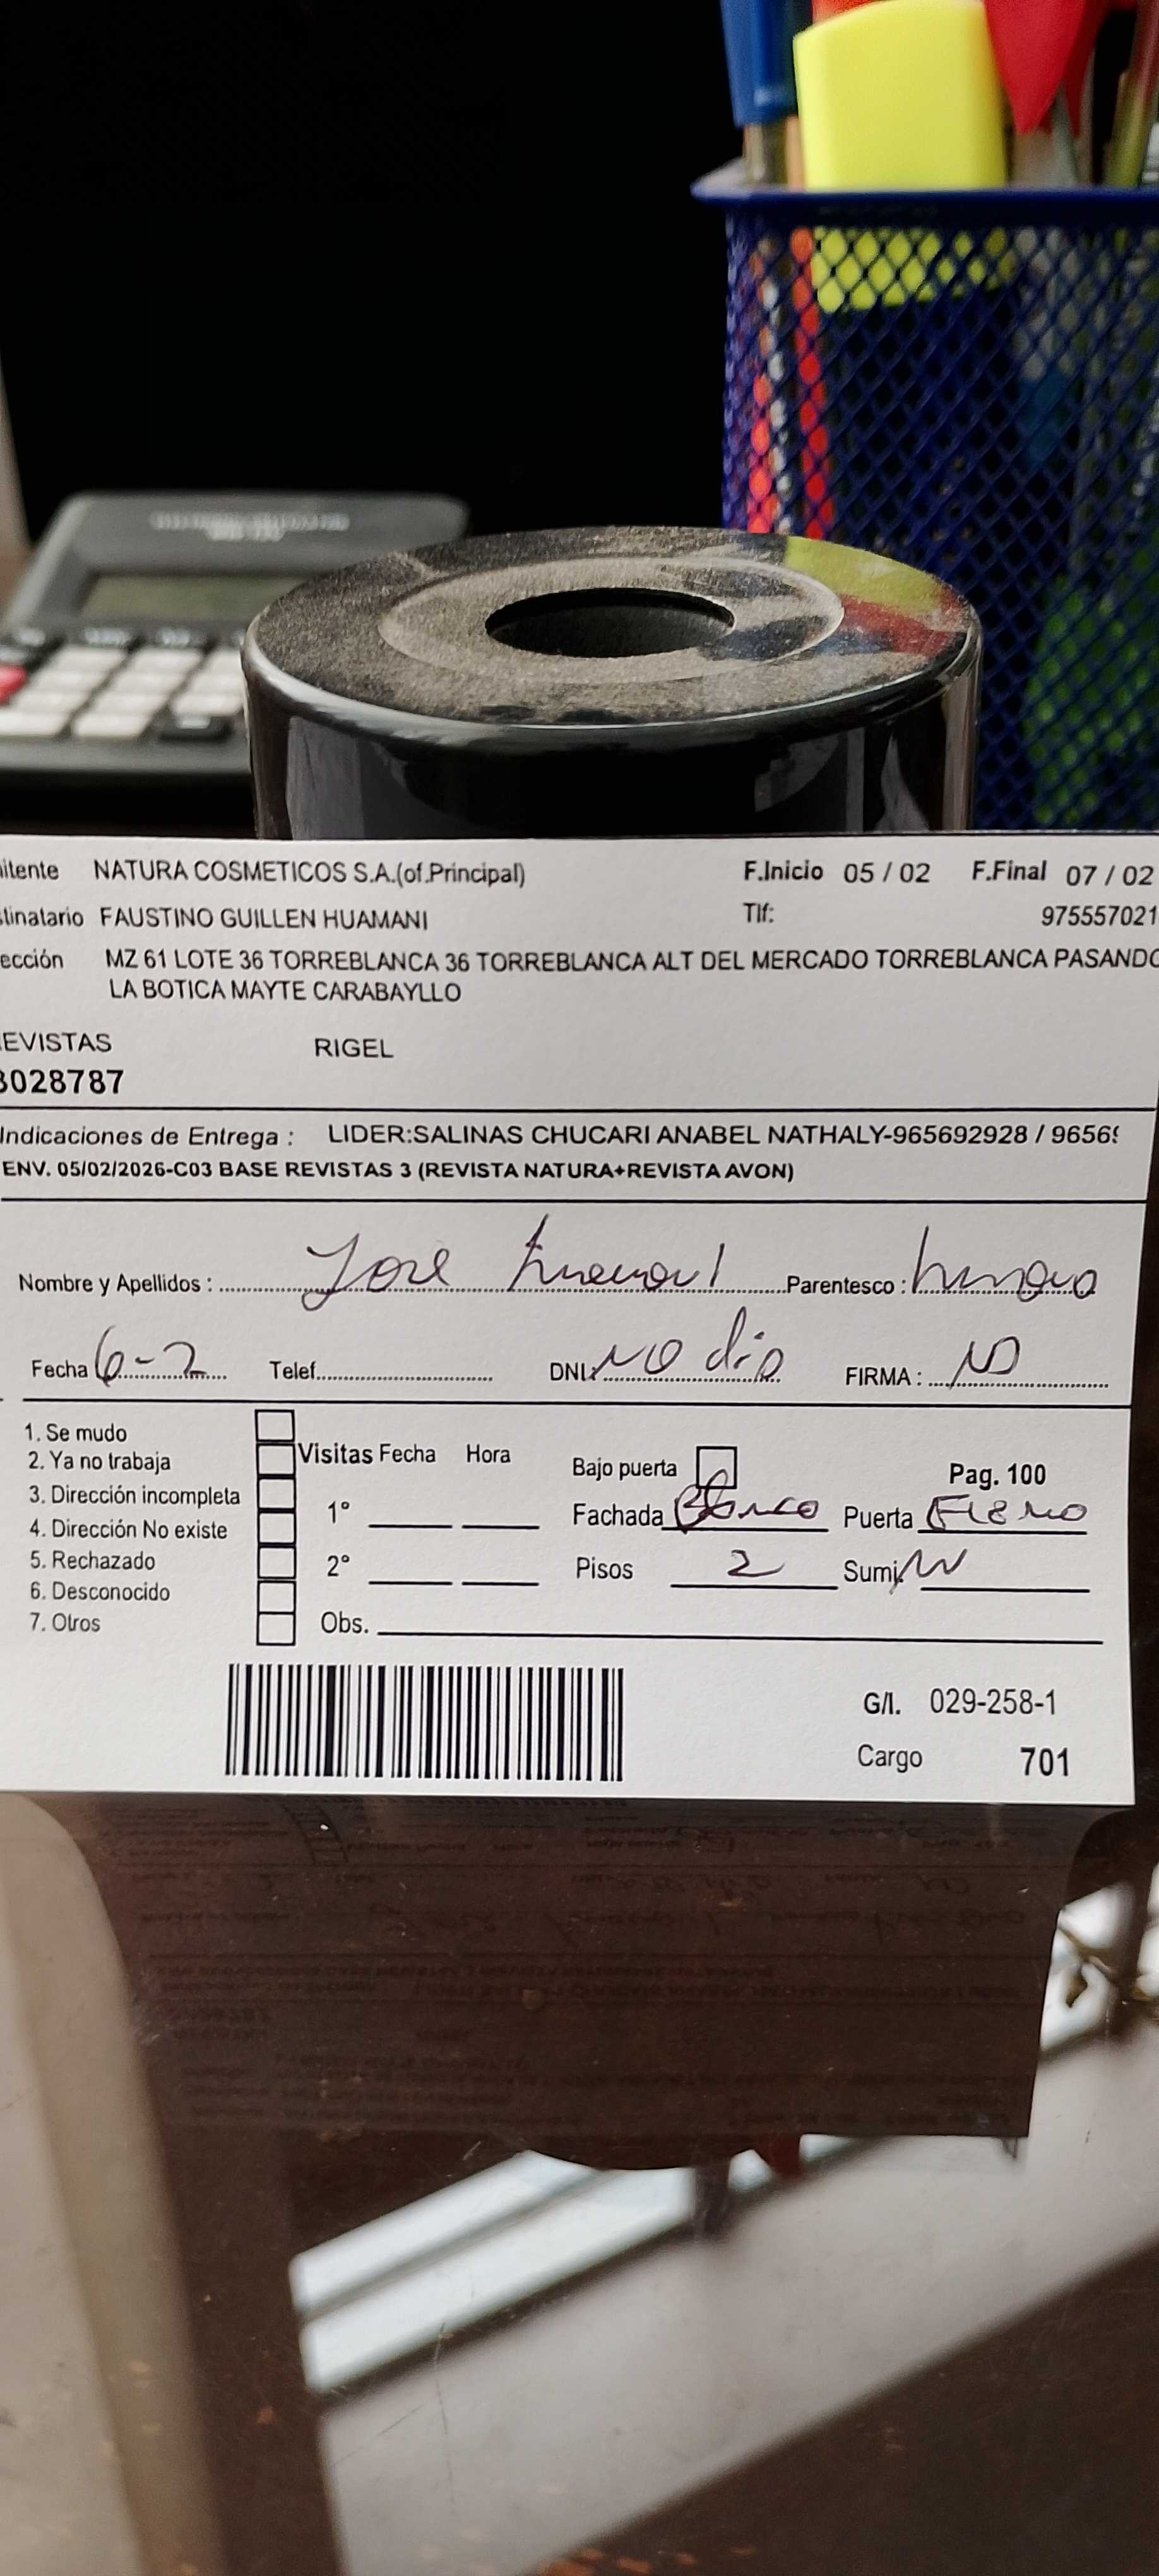 itente NATURA COSMETICOS S.A.(of.Principal) F.Inicio 05 / 02 F.Final 07 / 02
tinatario FAUSTINO GUILLEN HUAMANI Tlf: 975557021
ección MZ 61 LOTE 36 TORREBLANCA 36 TORREBLANCA ALT DEL MERCADO TORREBLANCA PASANDO
LA BOTICA MAYTE CARABAYLLO
EVISTAS RIGEL
3028787
Indicaciones de Entrega : LIDER:SALINAS CHUCARI ANABEL NATHALY-965692928 / 9656
ENV. 05/02/2026-C03 BASE REVISTAS 3 (REVISTA NATURA+REVISTA AVON)
Nombre y Apellidos : Jose Parentesco :
Fecha 6-2 Telef. DNI: NO dio FIRMA :
1. Se mudo
2. Ya no trabaja Visitas Fecha Hora Bajo puerta Pag. 100
3. Dirección incompleta 1° Fachada Blanco Puerta Fierro
4. Dirección No existe
5. Rechazado 2° Pisos 2 Sumi.
6. Desconocido
7. Otros Obs.
G/I. 029-258-1
Cargo 701